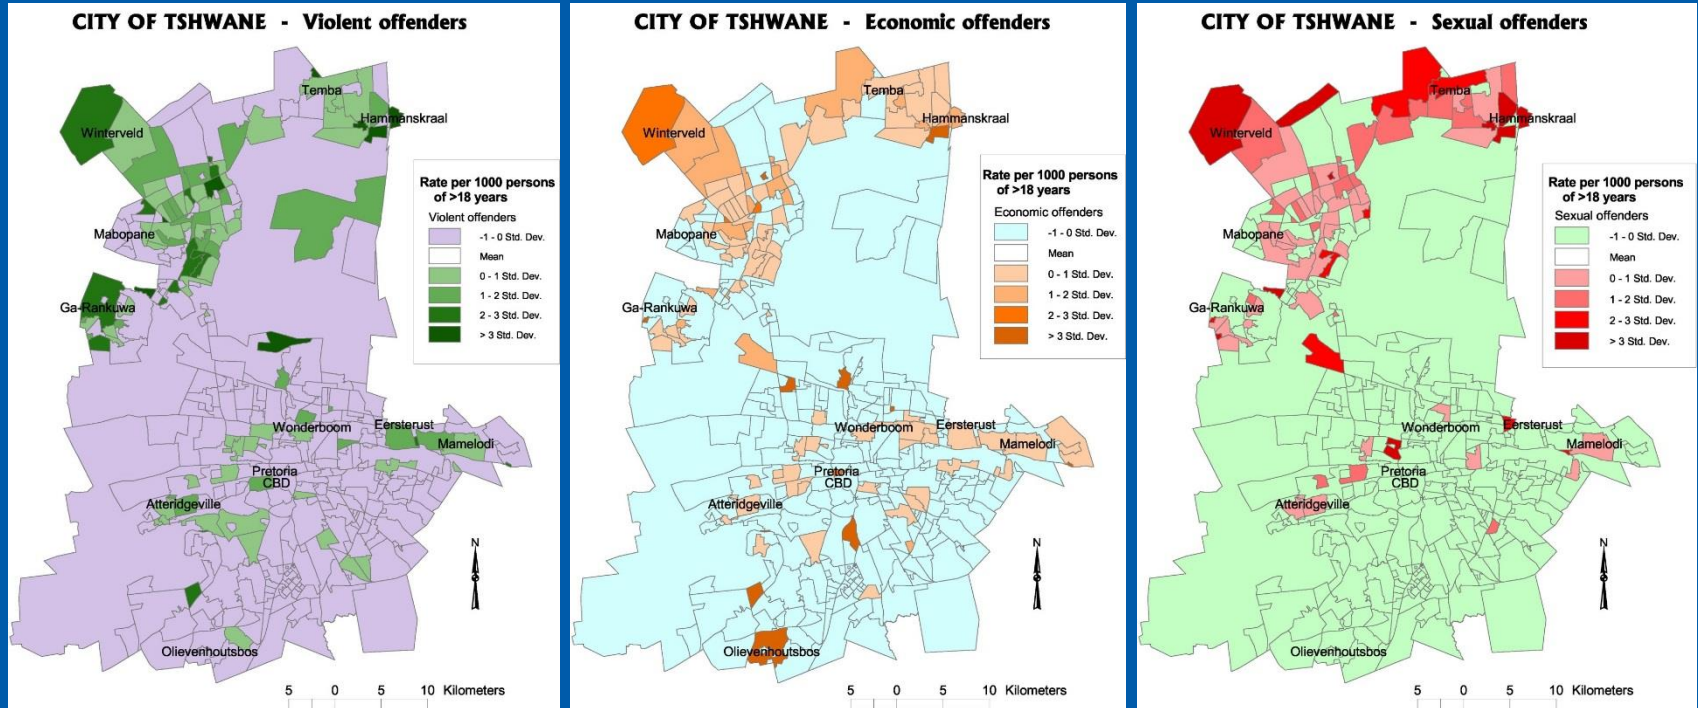 CITY OF TSHWANE - Violent offenders
Temba
Hammanskraal
Winterveld
Rate per 1000 persons
of >18 years
Violent offenders
-1 - 0 Std. Dev.
Mean
0 - 1 Std. Dev.
1 - 2 Std. Dev.
2 - 3 Std. Dev.
> 3 Std. Dev.
Mabopane
Ga-Rankuwa
Wonderboom
Eersterust
Mamelodi
Pretoria
CBD
Atteridgeville
N
Olievenhoutsbos
5 0 5 10 Kilometers
CITY OF TSHWANE - Economic offenders
Temba
Hammanskraal
Winterveld
Rate per 1000 persons
of >18 years
Economic offenders
-1 - 0 Std. Dev.
Mean
0 - 1 Std. Dev.
1 - 2 Std. Dev.
2 - 3 Std. Dev.
> 3 Std. Dev.
Mabopane
Ga-Rankuwa
Wonderboom
Eersterust
Mamelodi
Pretoria
CBD
Atteridgeville
N
Olievenhoutsbos
5 0 5 10 Kilometers
CITY OF TSHWANE - Sexual offenders
Temba
Hammanskraal
Winterveld
Rate per 1000 persons
of >18 years
Sexual offenders
-1 - 0 Std. Dev.
Mean
0 - 1 Std. Dev.
1 - 2 Std. Dev.
2 - 3 Std. Dev.
> 3 Std. Dev.
Mabopane
Ga-Rankuwa
Wonderboom
Eersterust
Mamelodi
Pretoria
CBD
Atteridgeville
N
Olievenhoutsbos
5 0 5 10 Kilometers